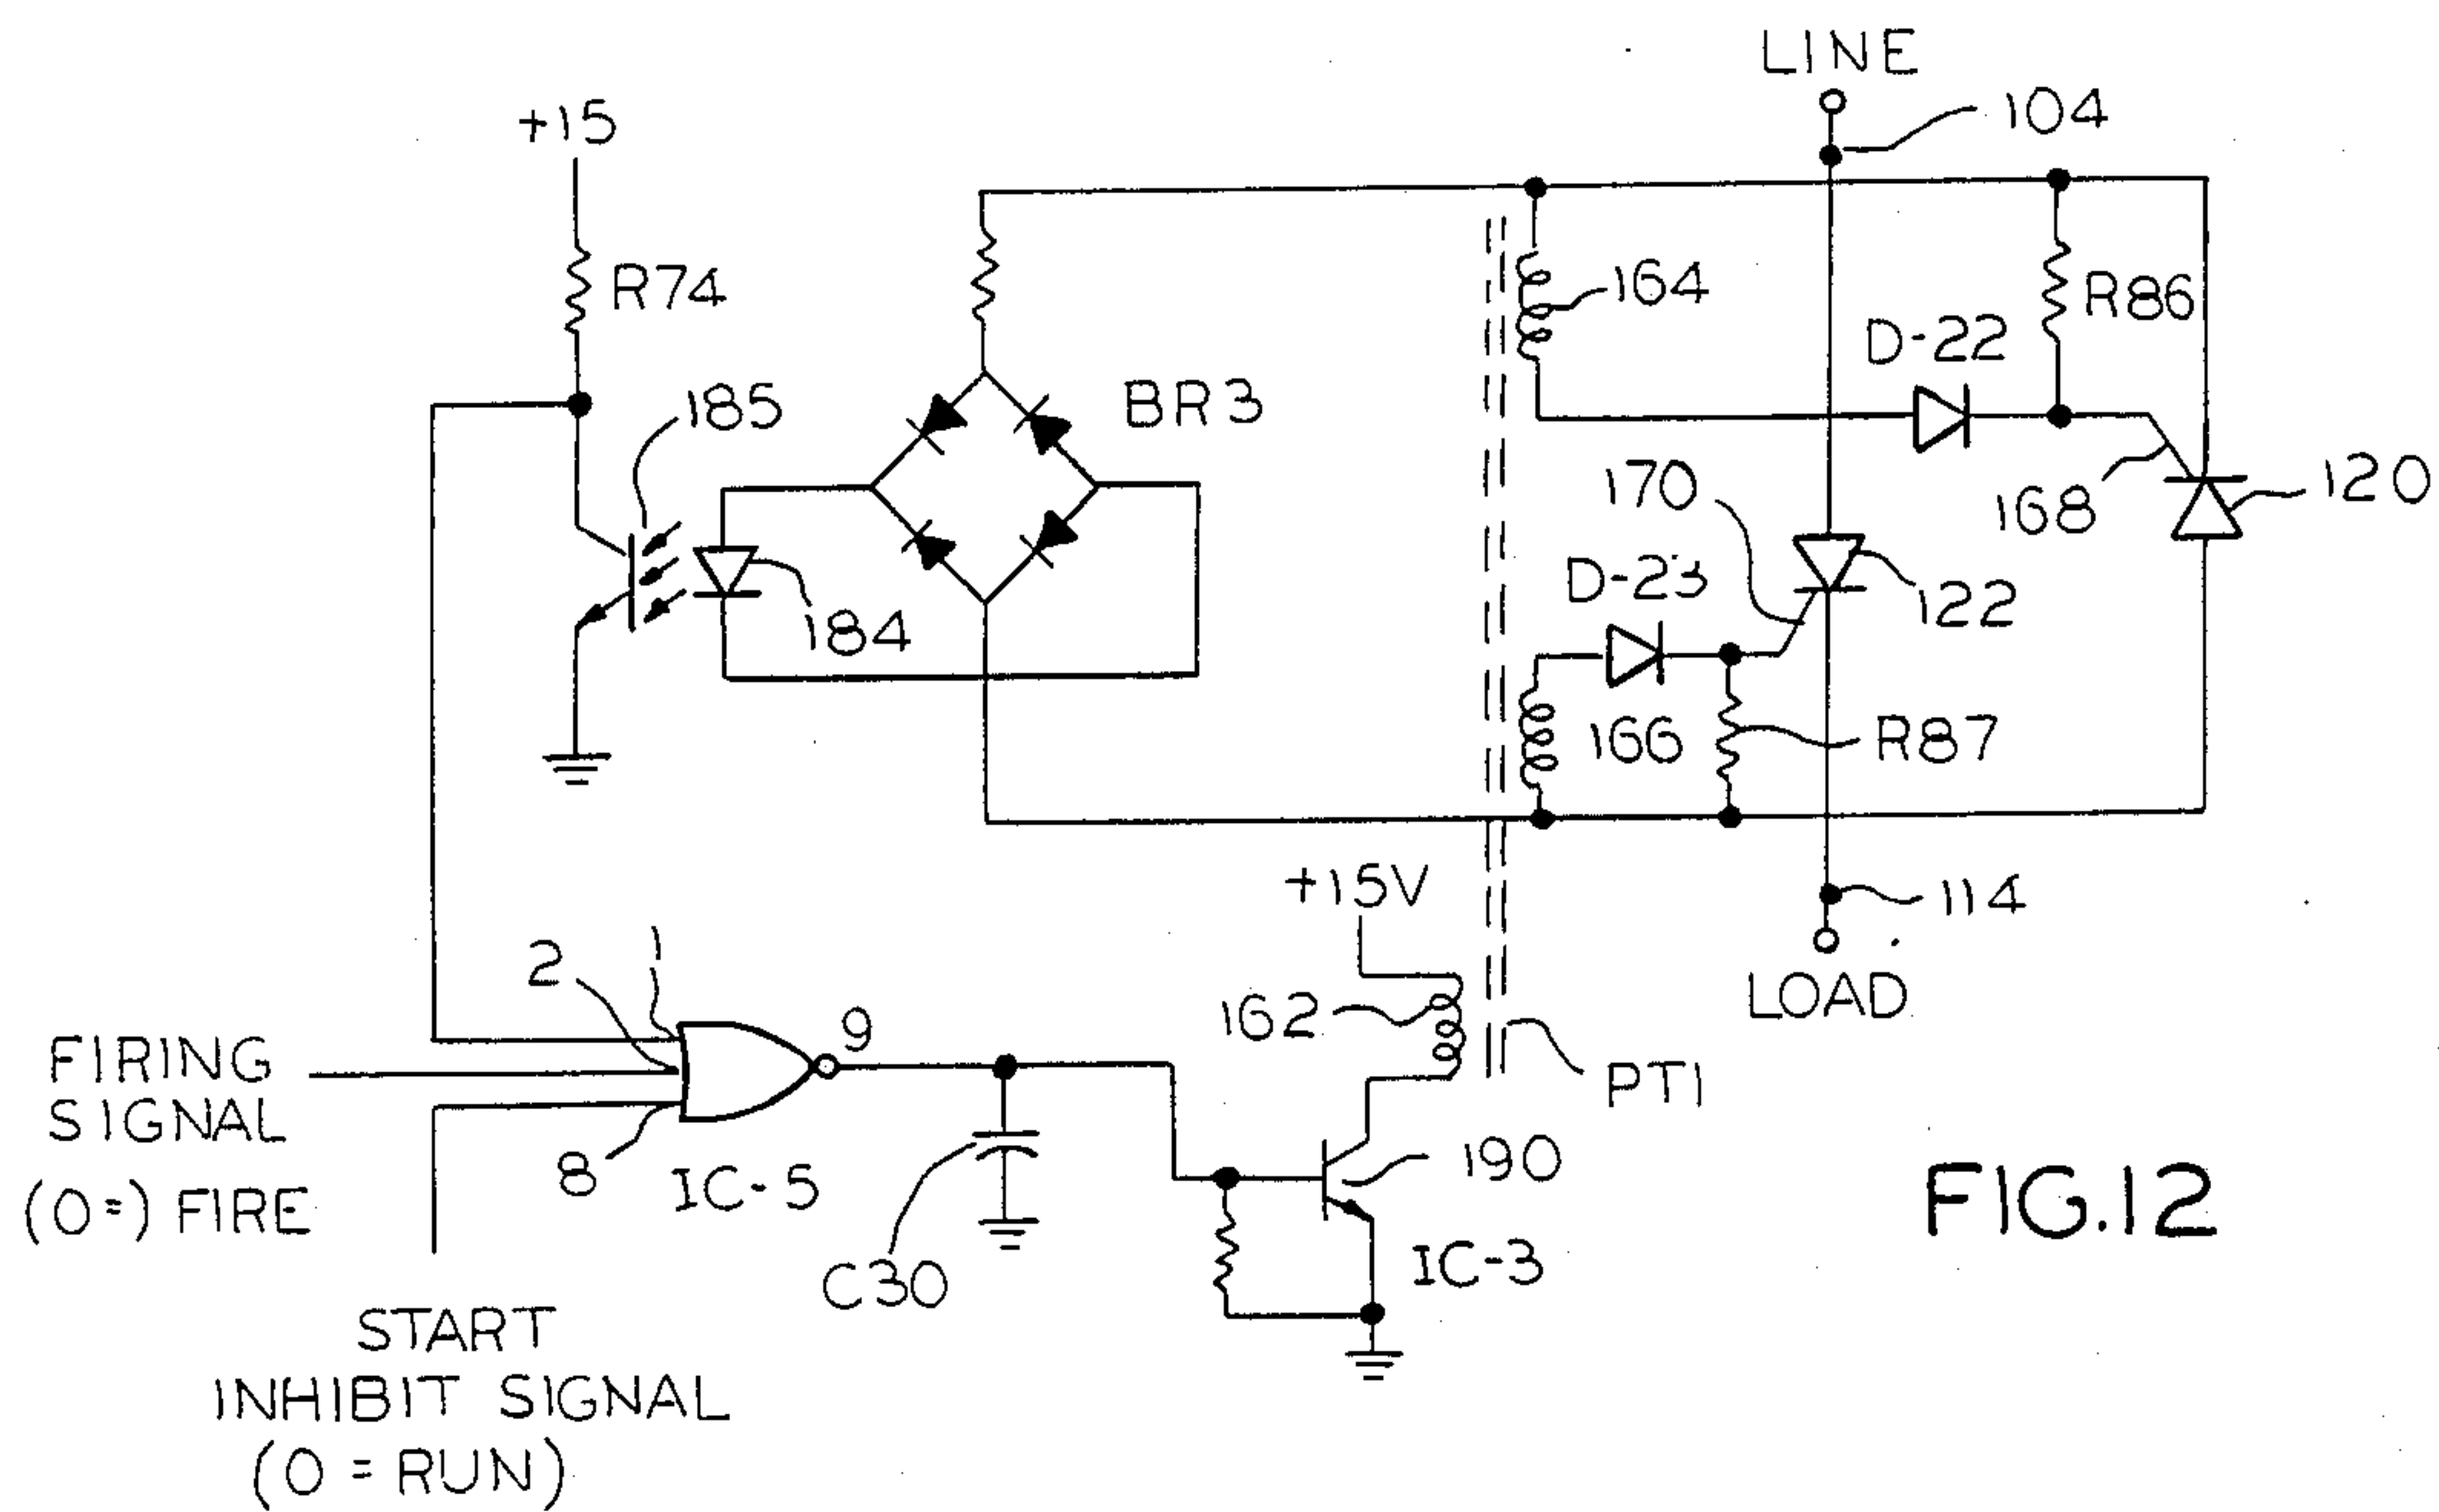 LINE
104
+15
R74
164
R86
D-22
185
BR3
170
168
120
D-23
122
184
166
R87
+15V
114
2
1
162
LOAD
9
FIRING
SIGNAL
(0=) FIRE
PT1
8
IC-5
190
C30
IC-3
FIG.12
START
INHIBIT SIGNAL
(0 = RUN)